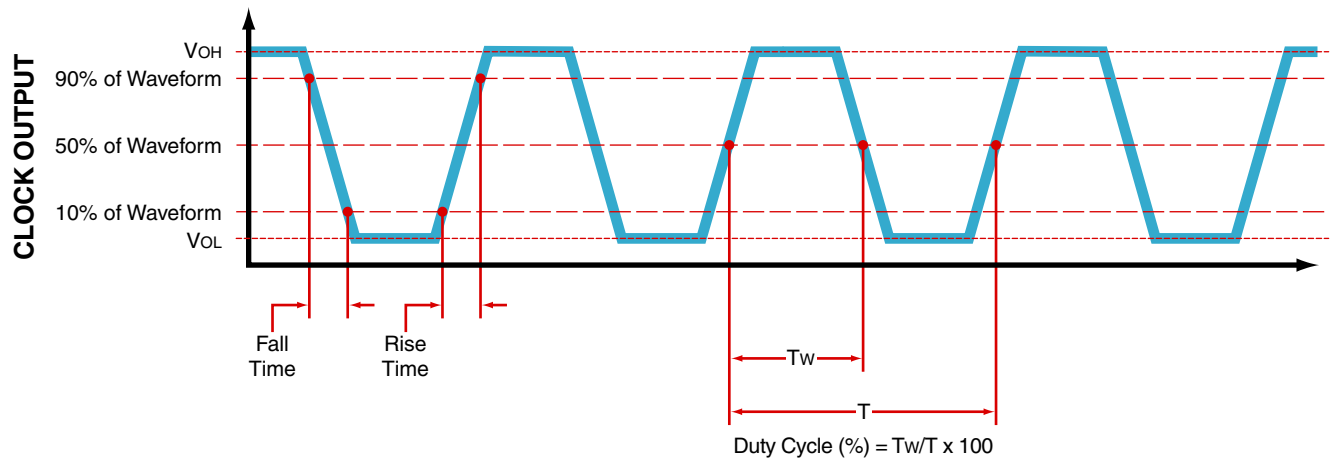 CLOCK OUTPUT
VOH
90% of Waveform
50% of Waveform
10% of Waveform
VOL
Fall
Time
Rise
Time
TW
T
Duty Cycle (%) = TW/T x 100